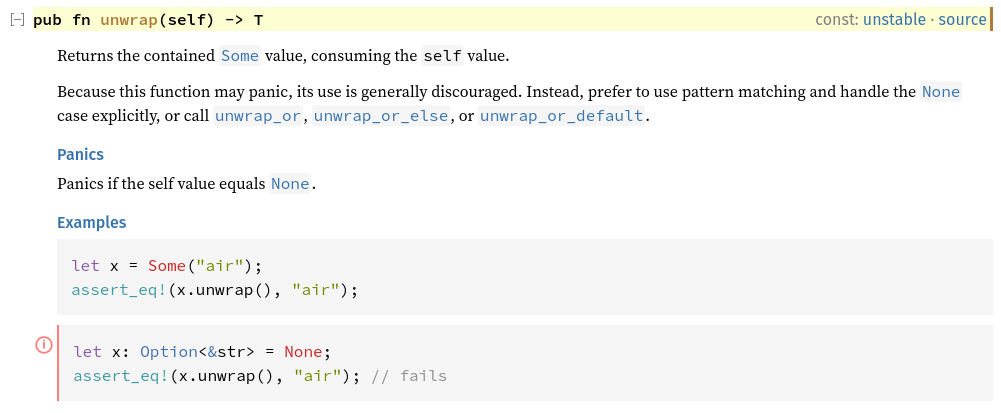 [−] pub fn unwrap(self) -> T const: unstable · source
Returns the contained Some value, consuming the self value.
Because this function may panic, its use is generally discouraged. Instead, prefer to use pattern matching and handle the None
case explicitly, or call unwrap_or, unwrap_or_else, or unwrap_or_default.
Panics
Panics if the self value equals None.
Examples
let x = Some("air");
assert_eq!(x.unwrap(), "air");
ⓘ
let x: Option<&str> = None;
assert_eq!(x.unwrap(), "air"); // fails